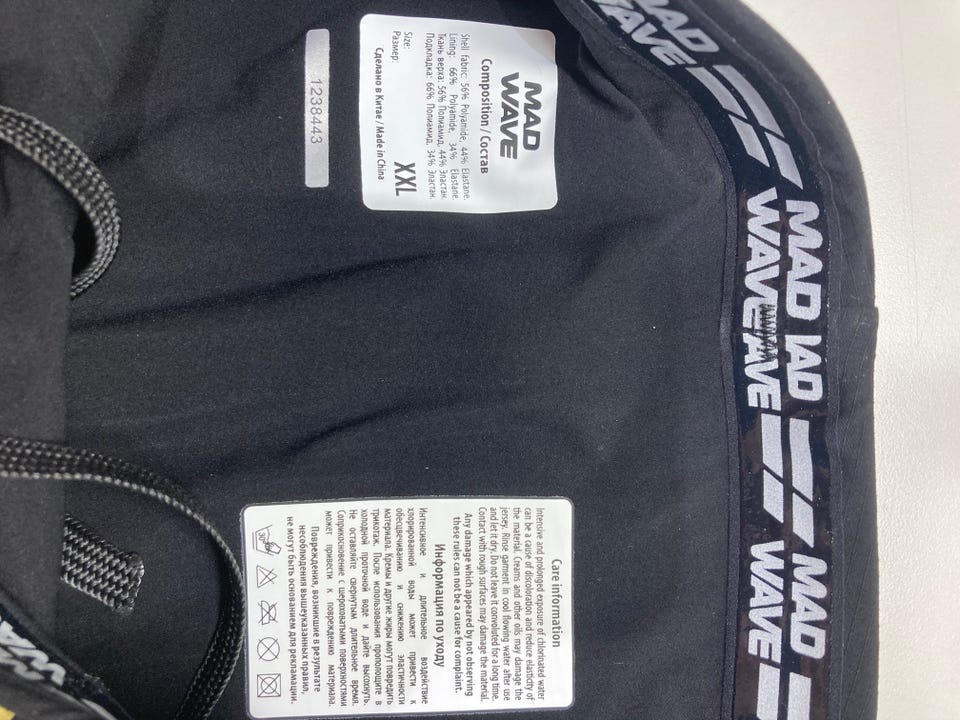 MAD MAD IAD MAD
WAVE WAVE AVE WAVE
MAD
WAVE
Composition / Состав
Shell fabric: 56% Polyamide, 44% Elastane.
Lining: 66% Polyamide, 34% Elastane.
Ткань верха: 56% Полиамид, 44% Эластан.
Подкладка: 66% Полиамид, 34% Эластан.
Size:
Размер: XXL
Сделано в Китае / Made in China
1238443
Care information
Intensive and prolonged exposure of chlorinated water
can be a cause of discoloration and reduce elasticity of
the material. Creams and other oils may damage the
jersey. Rinse garment in cool flowing water after use
and let it dry. Do not leave it convoluted for a long time.
Contact with rough surfaces may damage the material.
Any damage which appeared by not observing
these rules can not be a cause for complaint.
Информация по уходу
Интенсивное и длительное воздействие
хлорированной воды может привести к
обесцвечиванию и снижению эластичности
материала. Кремы и другие жиры могут повредить
трикотаж. После использования прополощите в
холодной проточной воде и дайте высохнуть.
Не оставляйте свернутым длительное время.
Соприкосновение с шероховатыми поверхностями
может привести к повреждению материала.
Повреждения, возникшие в результате
несоблюдения вышеуказанных правил,
не могут быть основанием для рекламации.
30°